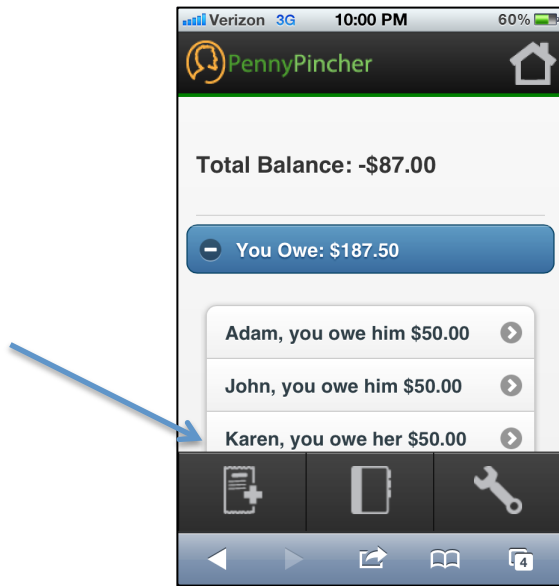 Verizon 3G 10:00 PM 60%
PennyPincher
Total Balance: -$87.00
You Owe: $187.50
Adam, you owe him $50.00
John, you owe him $50.00
Karen, you owe her $50.00
4